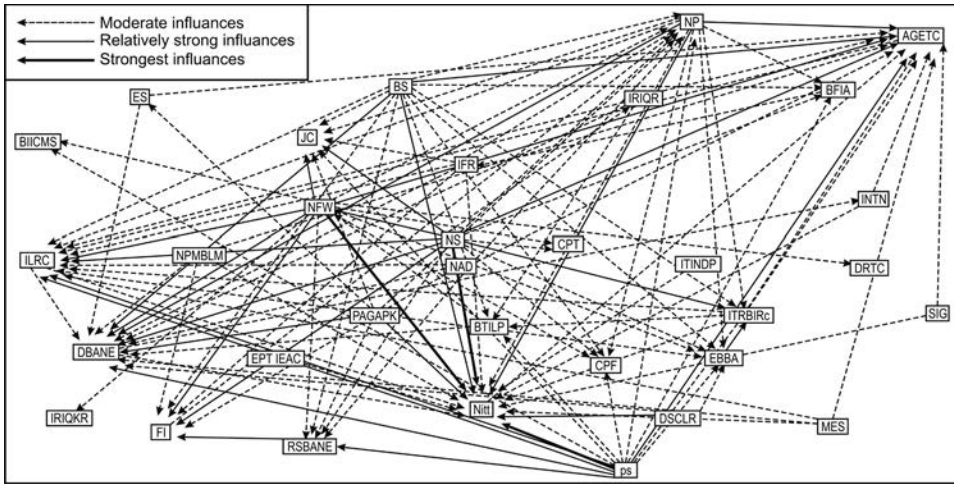 Moderate influences
Relatively strong influences
Strongest influences
NP
AGETC
ES
BS
IRIQR
BFIA
JC
BIICMS
IFR
NFW
INTN
NS
CPT
ILRC
NPMBLM
NAD
ITINDP
DRTC
PAGAPK
BTILP
ITRBIRc
SIG
DBANE
EPT IEAC
CPF
EBBA
IRIQKR
FI
Nitt
DSCLR
MES
RSBANE
ps